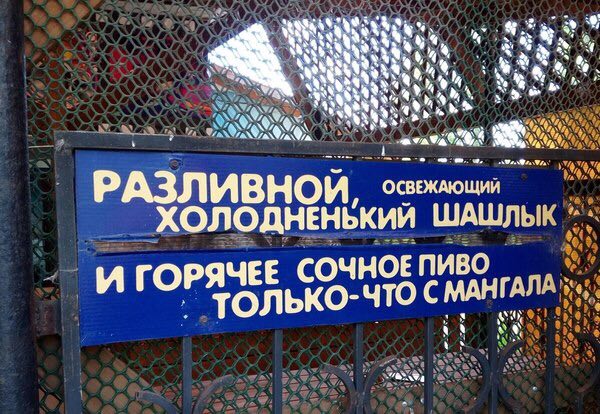 РАЗЛИВНОЙ, ОСВЕЖАЮЩИЙ
ХОЛОДНЕНЬКИЙ ШАШЛЫК
И ГОРЯЧЕЕ СОЧНОЕ ПИВО
ТОЛЬКО-ЧТО С МАНГАЛА